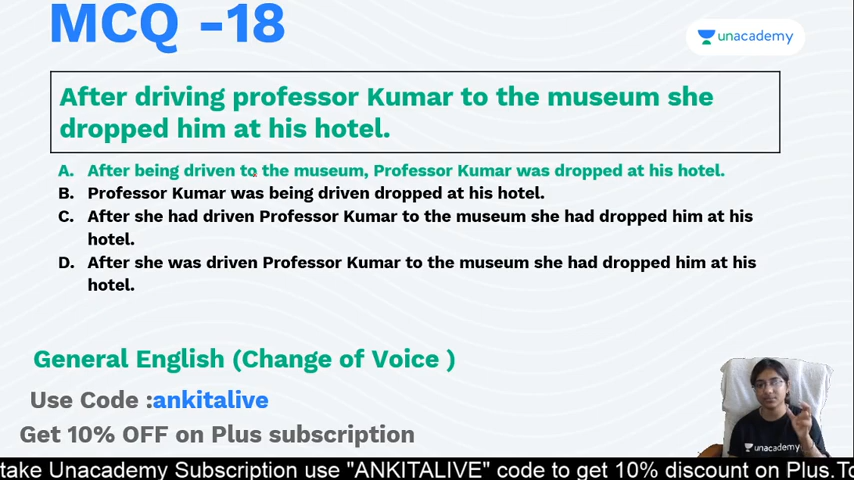 MCQ -18
unacademy
After driving professor Kumar to the museum she
dropped him at his hotel.
A. After being driven to the museum, Professor Kumar was dropped at his hotel.
B. Professor Kumar was being driven dropped at his hotel.
C. After she had driven Professor Kumar to the museum she had dropped him at his
hotel.
D. After she was driven Professor Kumar to the museum she had dropped him at his
hotel.
General English (Change of Voice )
Use Code :ankitalive
Get 10% OFF on Plus subscription
unacademy
take Unacademy Subscription use "ANKITALIVE" code to get 10% discount on Plus.To